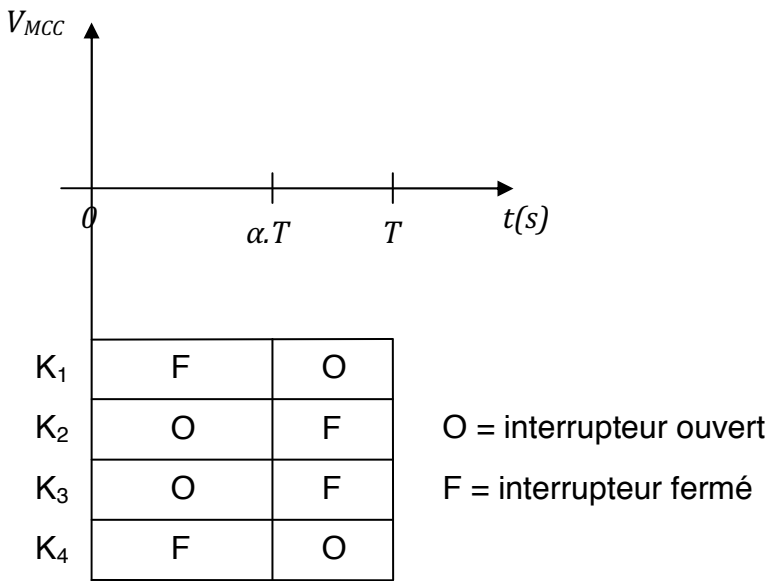 V_MCC
0
α.T
T
t(s)
K₁ F O
K₂ O F O = interrupteur ouvert
K₃ O F F = interrupteur fermé
K₄ F O